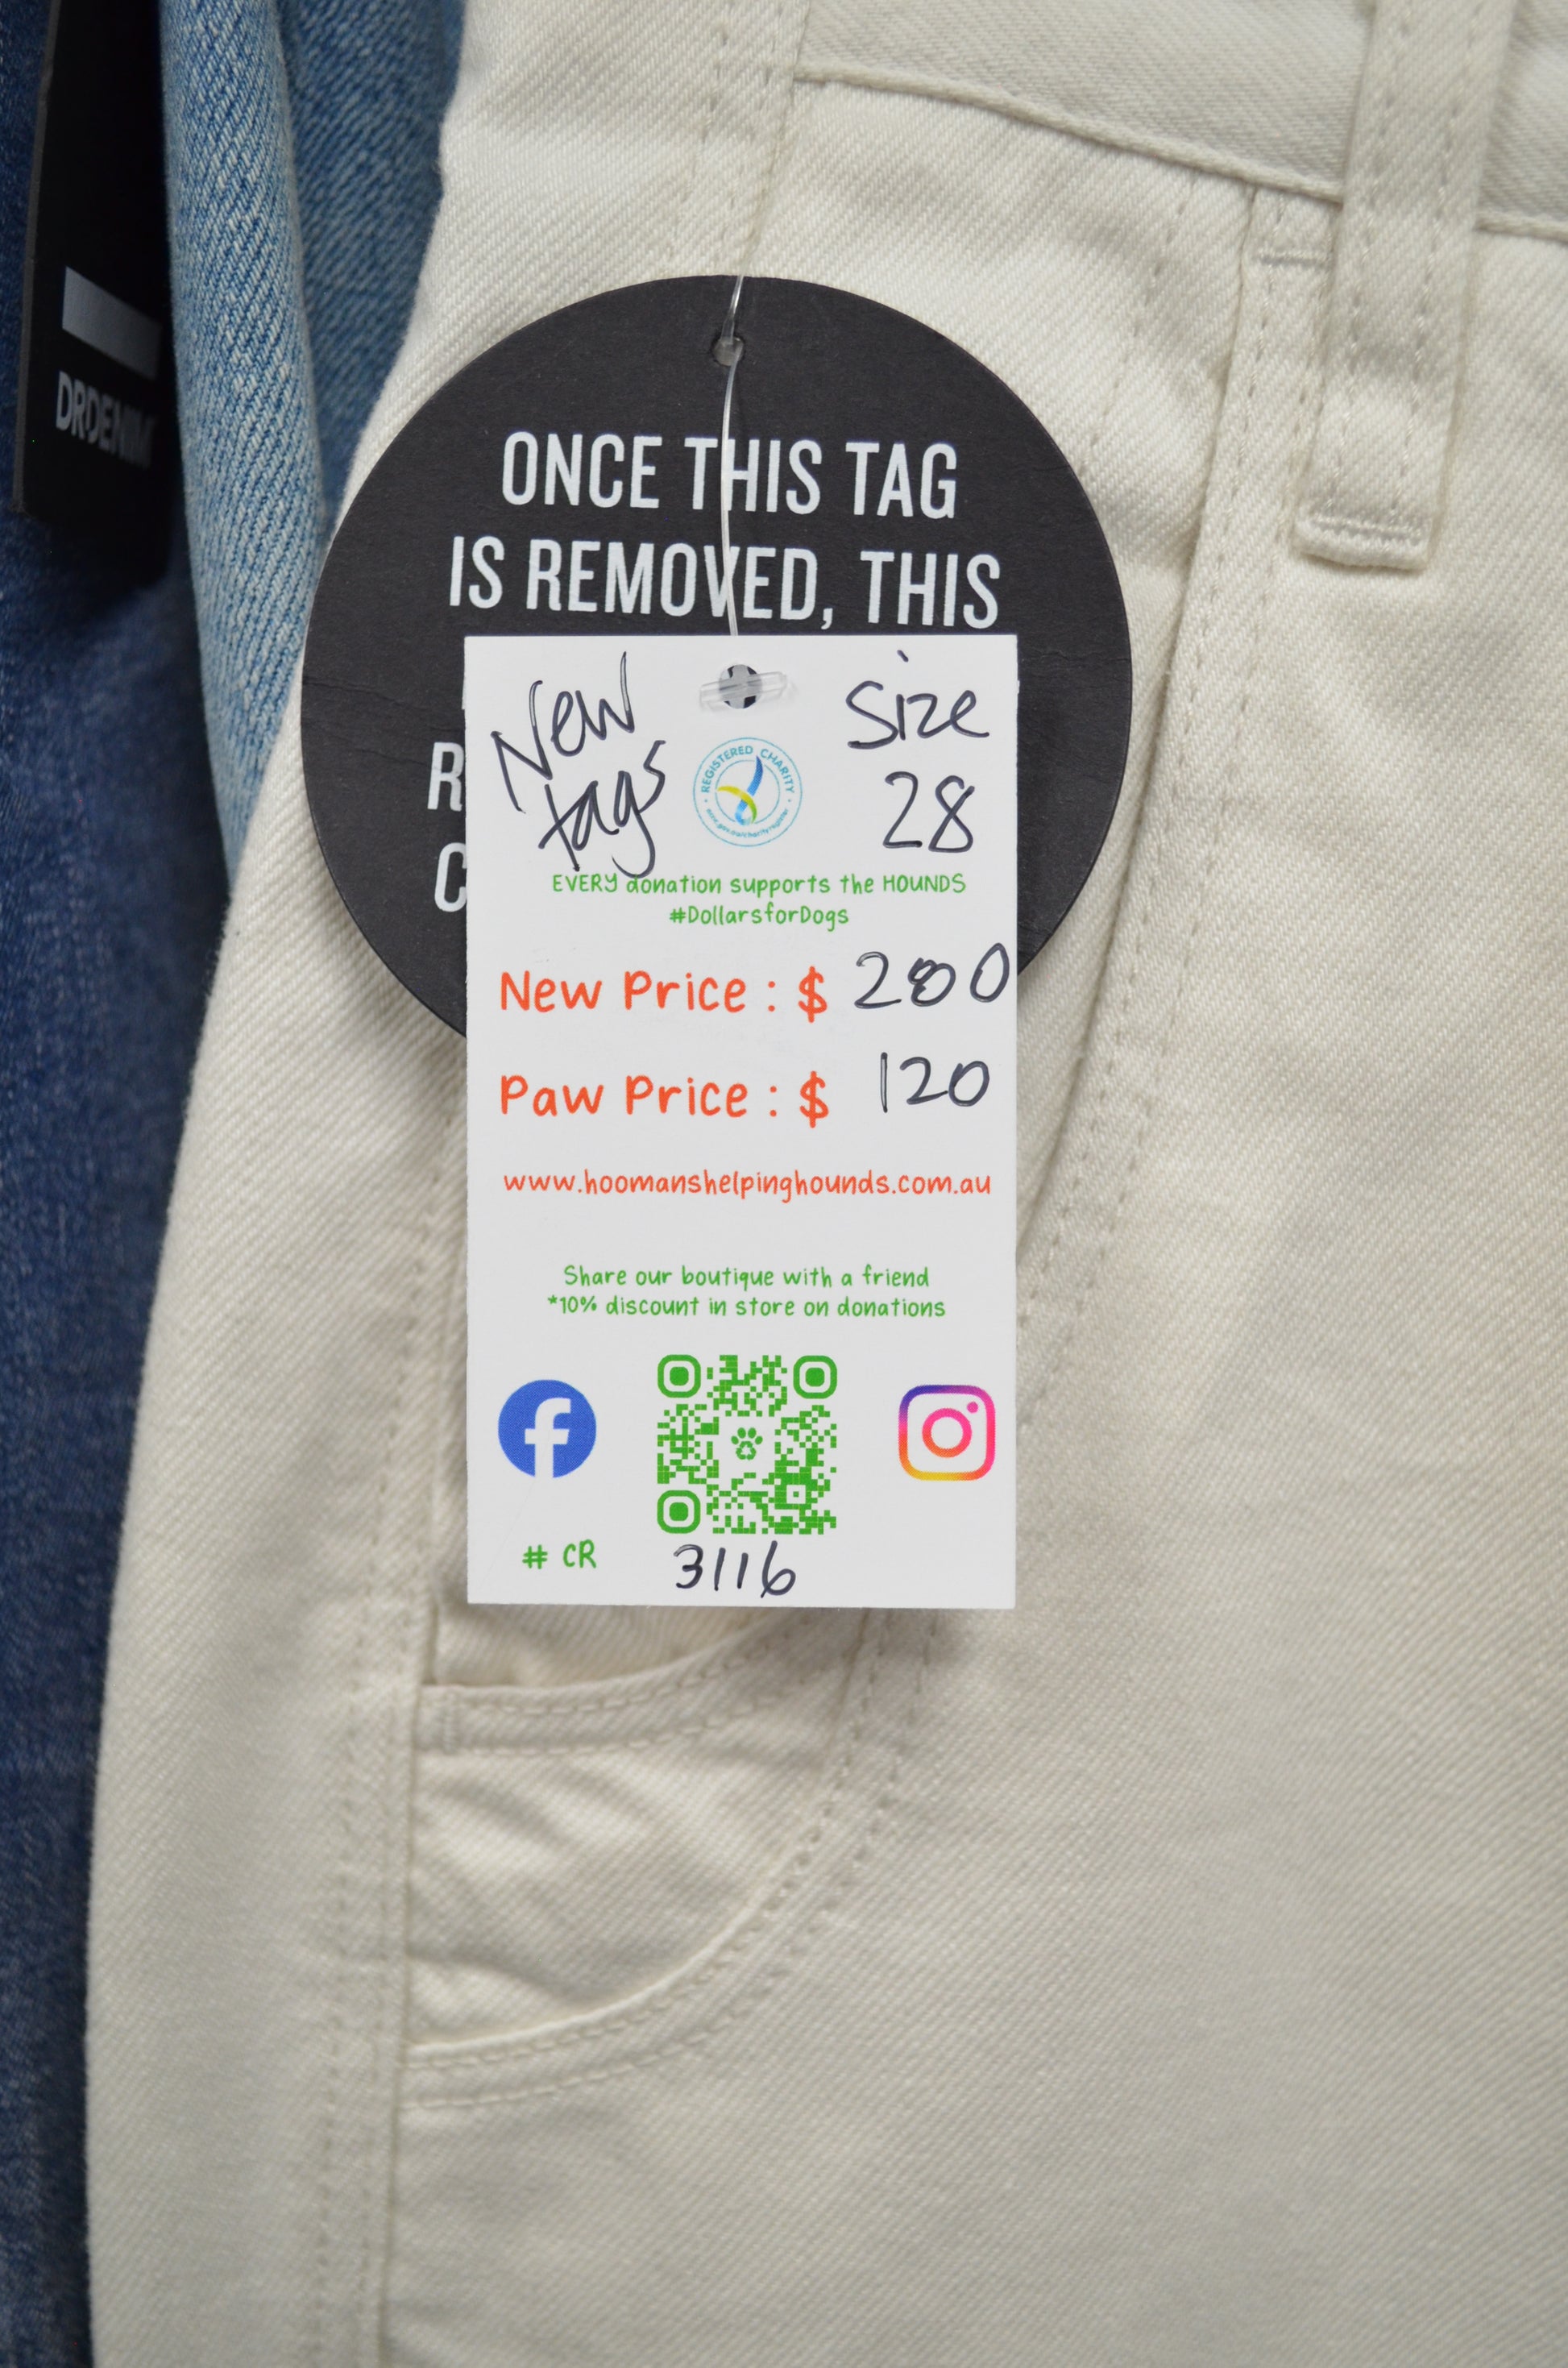 DRDENIM
ONCE THIS TAG
IS REMOVED, THIS
R
C
New
tags
Size
28
REGISTERED CHARITY
EVERY donation supports the HOUNDS
#DollarsforDogs
New Price : $ 200
Paw Price : $ 120
www.hoomanshelpinghounds.com.au
Share our boutique with a friend
*10% discount in store on donations
# CR 3116